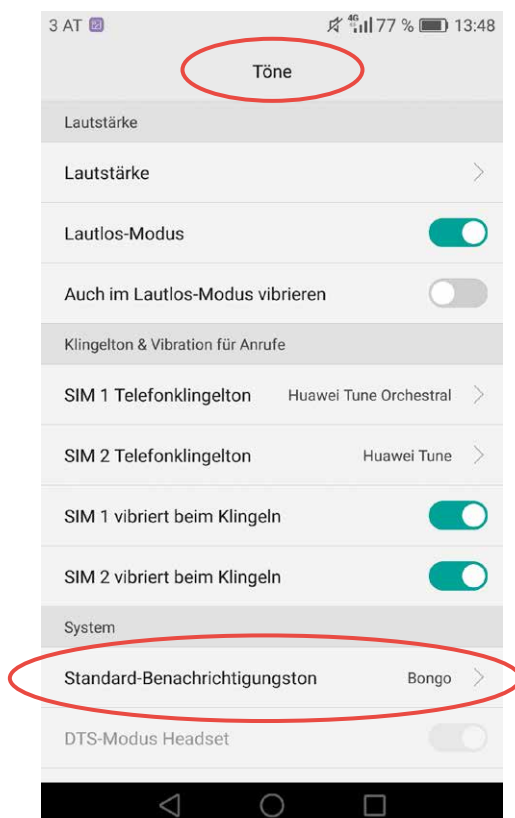 3 AT 4G 77 % 13:48
Töne
Lautstärke
Lautstärke
Lautlos-Modus
Auch im Lautlos-Modus vibrieren
Klingelton & Vibration für Anrufe
SIM 1 Telefonklingelton Huawei Tune Orchestral
SIM 2 Telefonklingelton Huawei Tune
SIM 1 vibriert beim Klingeln
SIM 2 vibriert beim Klingeln
System
Standard-Benachrichtigungston Bongo
DTS-Modus Headset